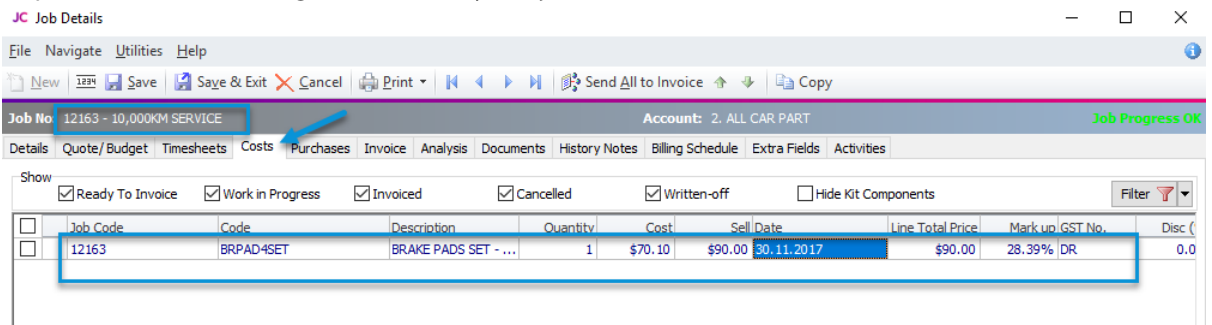 JC Job Details
File Navigate Utilities Help
New 1234 Save Save & Exit Cancel Print Send All to Invoice Copy
Job No: 12163 - 10,000KM SERVICE Account: 2. ALL CAR PART Job Progress OK
Details Quote/Budget Timesheets Costs Purchases Invoice Analysis Documents History Notes Billing Schedule Extra Fields Activities
Show
Ready To Invoice Work in Progress Invoiced Cancelled Written-off Hide Kit Components Filter
Job Code Code Description Quantity Cost Sell Date Line Total Price Mark up GST No. Disc (
12163 BRPAD4SET BRAKE PADS SET - ... 1 $70.10 $90.00 30.11.2017 $90.00 28.39% DR 0.0